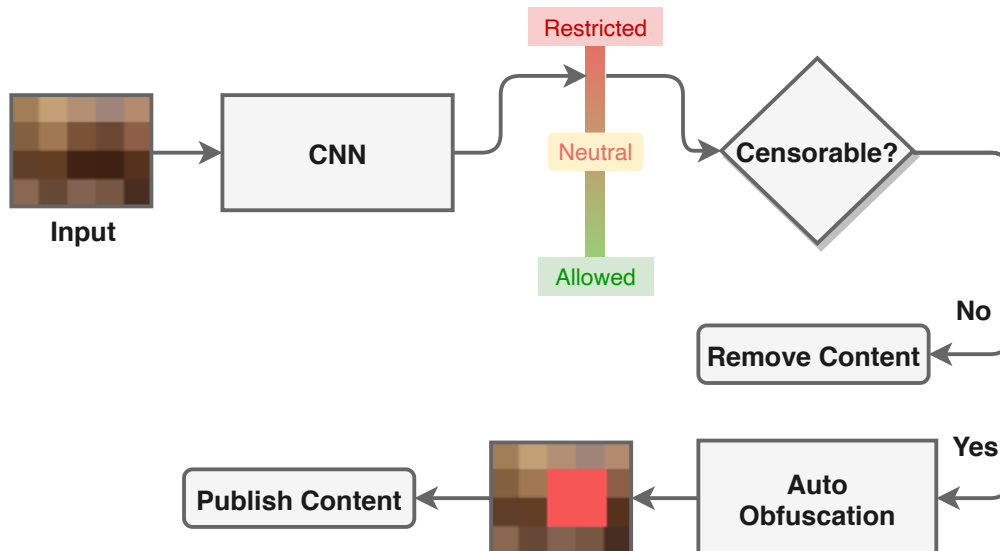 Restricted
CNN
Neutral
Censorable?
Input
Allowed
No
Remove Content
Yes
Auto
Obfuscation
Publish Content